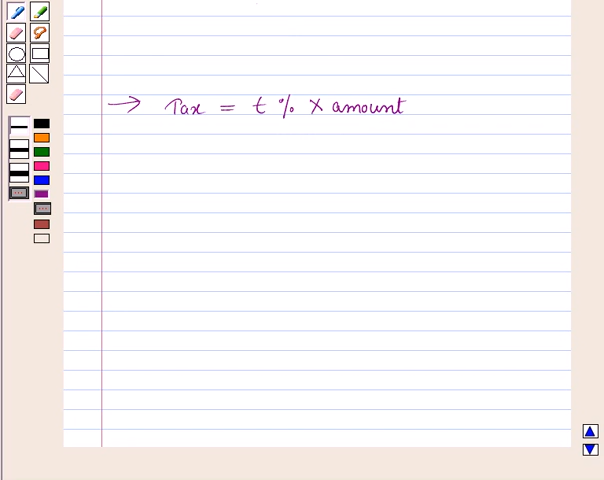 → Tax = t % × amount